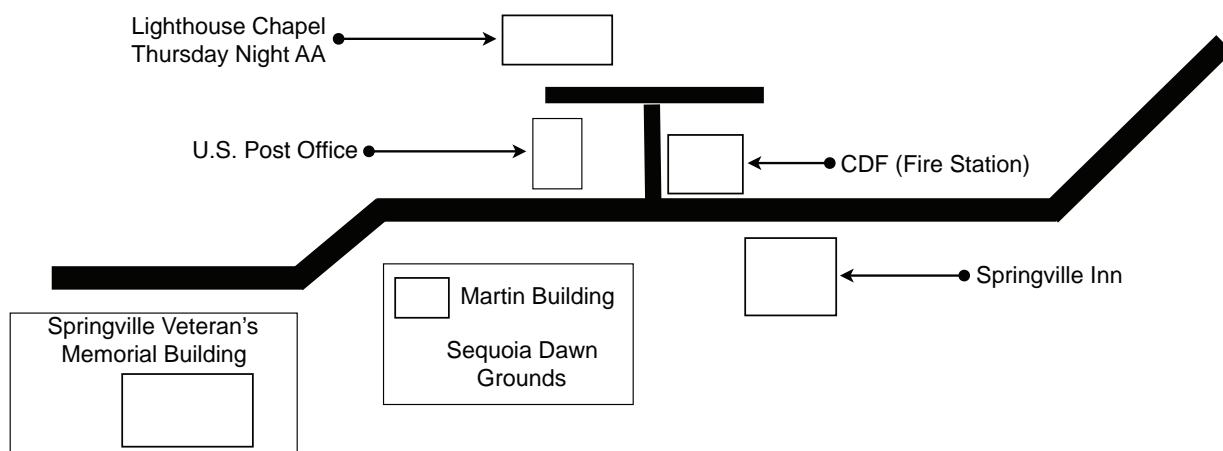 Lighthouse Chapel
Thursday Night AA
U.S. Post Office
CDF (Fire Station)
Springville Inn
Martin Building
Sequoia Dawn
Grounds
Springville Veteran's
Memorial Building